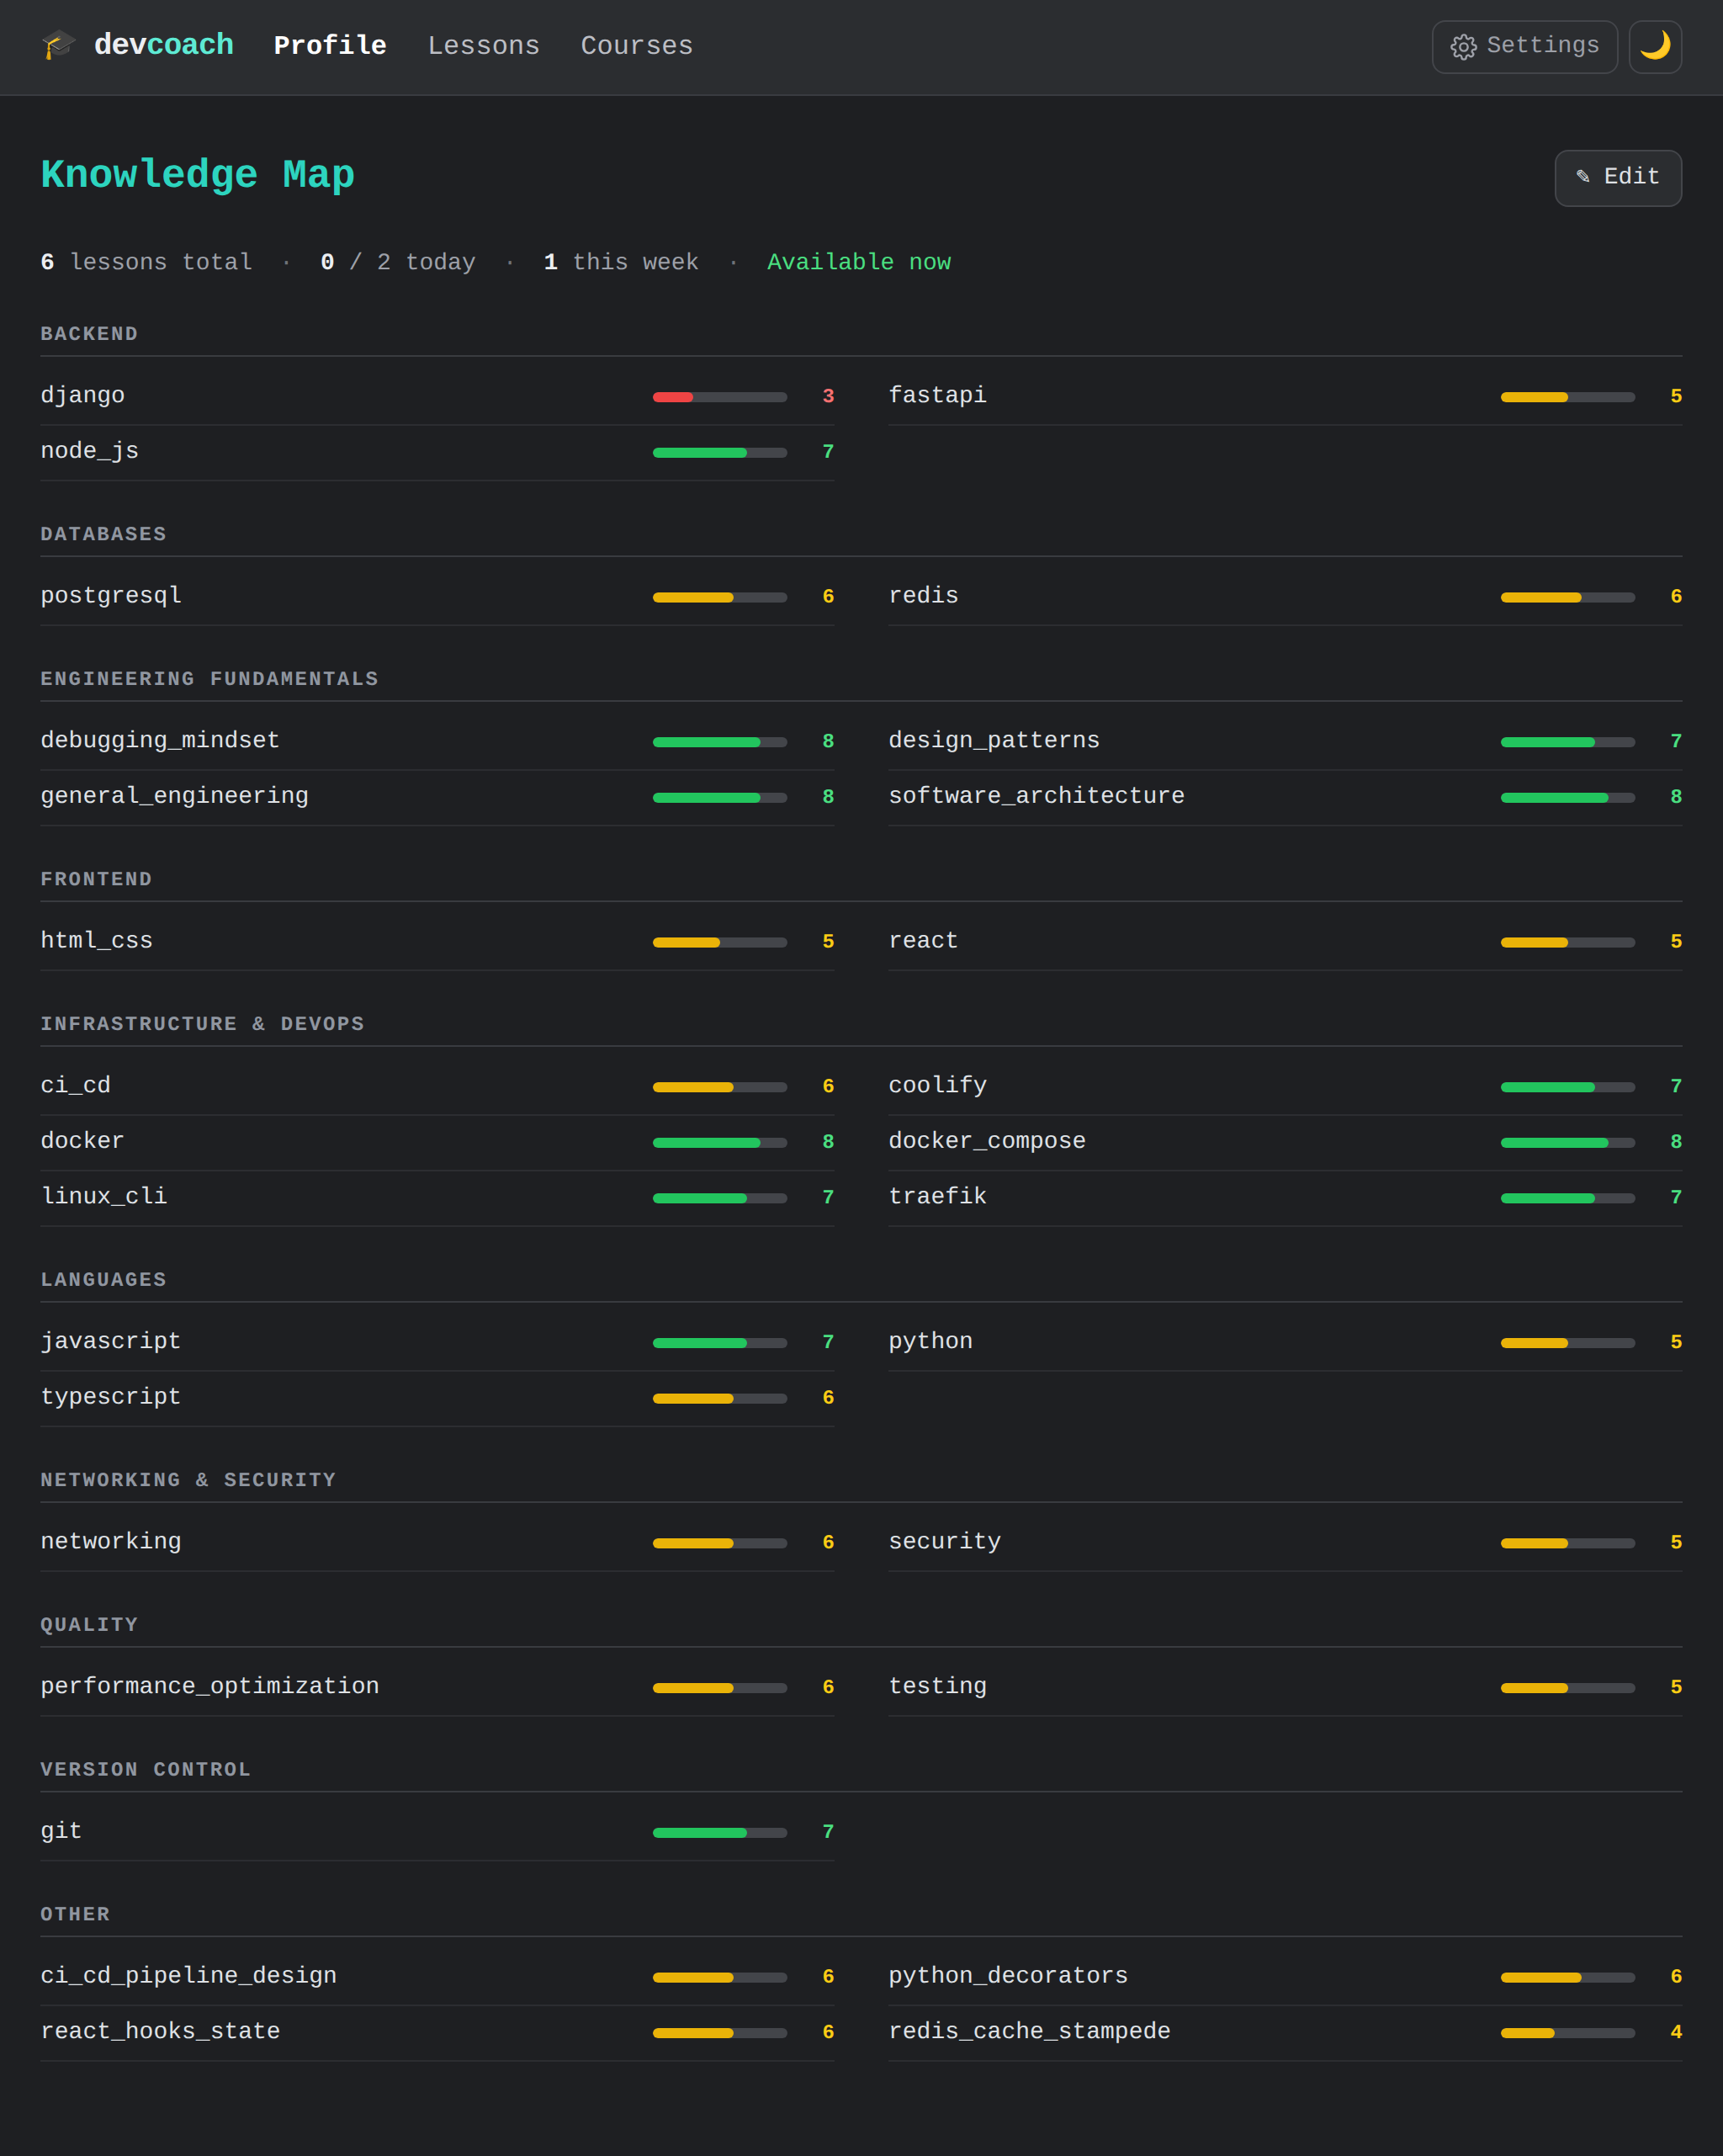 devcoach Profile Lessons Courses Settings
Knowledge Map Edit
6 lessons total · 0 / 2 today · 1 this week · Available now
BACKEND
django 3 fastapi 5
node_js 7
DATABASES
postgresql 6 redis 6
ENGINEERING FUNDAMENTALS
debugging_mindset 8 design_patterns 7
general_engineering 8 software_architecture 8
FRONTEND
html_css 5 react 5
INFRASTRUCTURE & DEVOPS
ci_cd 6 coolify 7
docker 8 docker_compose 8
linux_cli 7 traefik 7
LANGUAGES
javascript 7 python 5
typescript 6
NETWORKING & SECURITY
networking 6 security 5
QUALITY
performance_optimization 6 testing 5
VERSION CONTROL
git 7
OTHER
ci_cd_pipeline_design 6 python_decorators 6
react_hooks_state 6 redis_cache_stampede 4